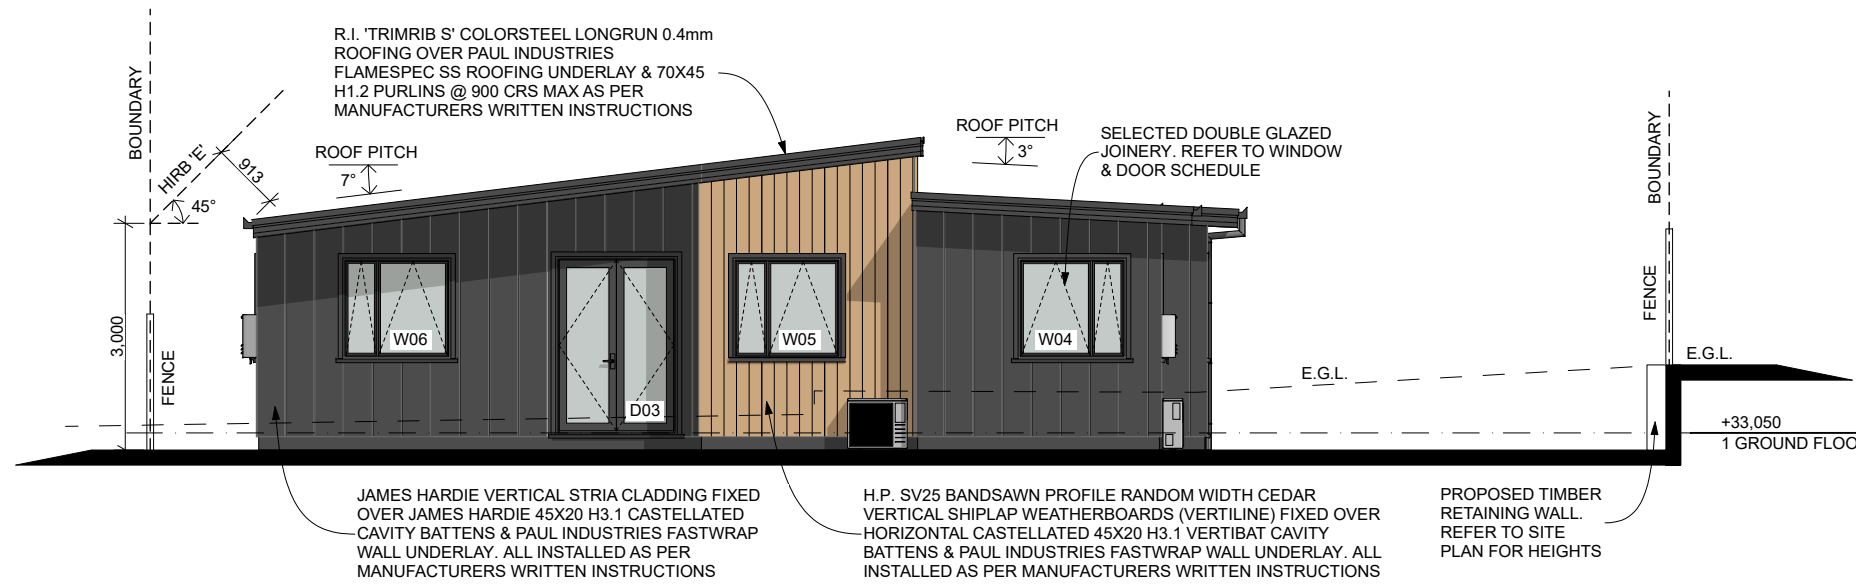 R.I. 'TRIMRIB S' COLORSTEEL LONGRUN 0.4mm
ROOFING OVER PAUL INDUSTRIES
FLAMESPEC SS ROOFING UNDERLAY & 70X45
H1.2 PURLINS @ 900 CRS MAX AS PER
MANUFACTURERS WRITTEN INSTRUCTIONS
BOUNDARY
HIRB 'E'
913
45°
ROOF PITCH
7°
ROOF PITCH
3°
SELECTED DOUBLE GLAZED
JOINERY. REFER TO WINDOW
& DOOR SCHEDULE
BOUNDARY
3,000
FENCE
W06
D03
W05
W04
E.G.L.
FENCE
E.G.L.
+33,050
1 GROUND FLOO
JAMES HARDIE VERTICAL STRIA CLADDING FIXED
OVER JAMES HARDIE 45X20 H3.1 CASTELLATED
CAVITY BATTENS & PAUL INDUSTRIES FASTWRAP
WALL UNDERLAY. ALL INSTALLED AS PER
MANUFACTURERS WRITTEN INSTRUCTIONS
H.P. SV25 BANDSAWN PROFILE RANDOM WIDTH CEDAR
VERTICAL SHIPLAP WEATHERBOARDS (VERTILINE) FIXED OVER
HORIZONTAL CASTELLATED 45X20 H3.1 VERTIBAT CAVITY
BATTENS & PAUL INDUSTRIES FASTWRAP WALL UNDERLAY. ALL
INSTALLED AS PER MANUFACTURERS WRITTEN INSTRUCTIONS
PROPOSED TIMBER
RETAINING WALL.
REFER TO SITE
PLAN FOR HEIGHTS